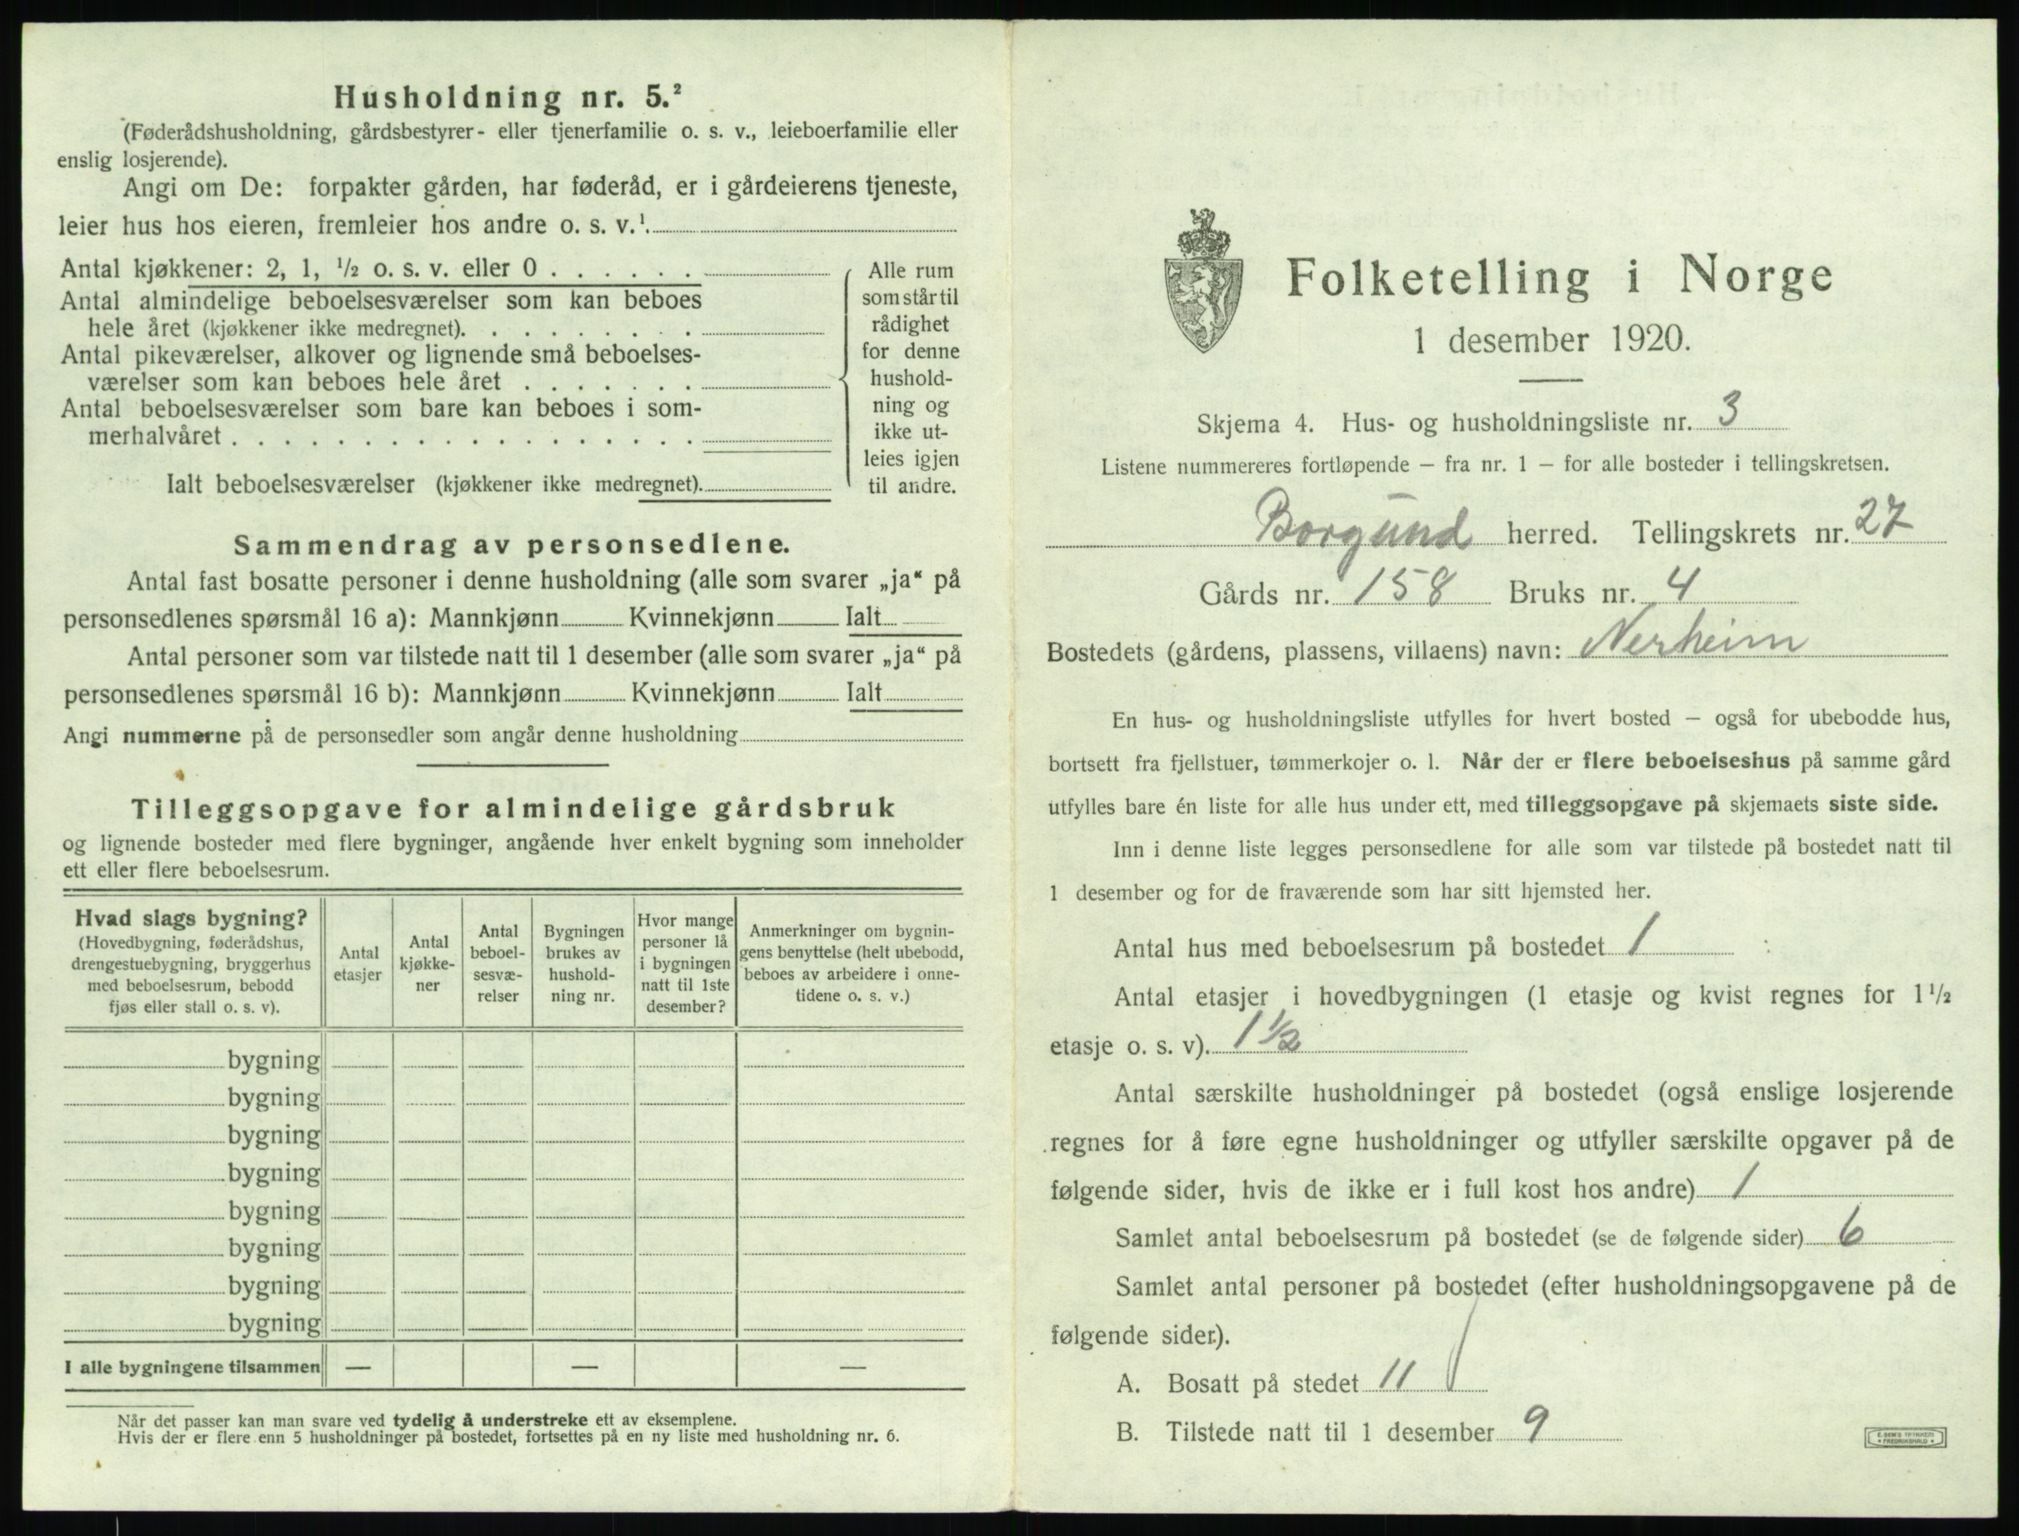 Husholdning nr. 5.²
(Føderådshusholdning, gårdsbestyrer- eller tjenerfamilie o. s. v., leieboerfamilie eller
enslig losjerende).
Angi om De: forpakter gården, har føderåd, er i gårdeierens tjeneste,
leier hus hos eieren, fremleier hos andre o. s. v.¹
Antal kjøkkener: 2, 1, ½ o. s. v. eller 0 . . . . . .
Antal almindelige beboelsesværelser som kan beboes
hele året (kjøkkener ikke medregnet). . . . . . . . .
Antal pikeværelser, alkover og lignende små beboelses-
værelser som kan beboes hele året . . . . . . .
Antal beboelsesværelser som bare kan beboes i som-
merhalvåret . . . . . . . . . . . . . . . . . .
Ialt beboelsesværelser (kjøkkener ikke medregnet).
Alle rum
som står til
rådighet
for denne
hushold-
ning og
ikke ut-
leies igjen
til andre.
Sammendrag av personsedlene.
Antal fast bosatte personer i denne husholdning (alle som svarer „ja“ på
personsedlenes spørsmål 16 a): Mannkjønn Kvinnekjønn Ialt
Antal personer som var tilstede natt til 1 desember (alle som svarer „ja“ på
personsedlenes spørsmål 16 b): Mannkjønn Kvinnekjønn Ialt
Angi nummerne på de personsedler som angår denne husholdning
Tilleggsopgave for almindelige gårdsbruk
og lignende bosteder med flere bygninger, angående hver enkelt bygning som inneholder
ett eller flere beboelsesrum.
Hvad slags bygning?
(Hovedbygning, føderådshus,
drengestuebygning, bryggerhus
med beboelsesrum, bebodd
fjøs eller stall o. s. v).
Antal
etasjer
Antal
kjøkke-
ner
Antal
beboel-
sesvæ-
relser
Bygningen
brukes av
hushold-
ning nr.
Hvor mange
personer lå
i bygningen
natt til 1ste
desember?
Anmerkninger om bygnin-
gens benyttelse (helt ubebodd,
beboes av arbeidere i onne-
tidene o. s. v.)
bygning
bygning
bygning
bygning
bygning
bygning
bygning
bygning
I alle bygningene tilsammen — — —
Når det passer kan man svare ved tydelig å understreke ett av eksemplene.
Hvis der er flere enn 5 husholdninger på bostedet, fortsettes på en ny liste med husholdning nr. 6.
Folketelling i Norge
1 desember 1920.
Skjema 4. Hus- og husholdningsliste nr. 3
Listene nummereres fortløpende – fra nr. 1 – for alle bosteder i tellingskretsen.
Borgund herred. Tellingskrets nr. 27
Gårds nr. 158 Bruks nr. 4
Bostedets (gårdens, plassens, villaens) navn: Nerheim
En hus- og husholdningsliste utfylles for hvert bosted – også for ubebodde hus,
bortsett fra fjellstuer, tømmerkojer o. l. Når der er flere beboelseshus på samme gård
utfylles bare én liste for alle hus under ett, med tilleggsopgave på skjemaets siste side.
Inn i denne liste legges personsedlene for alle som var tilstede på bostedet natt til
1 desember og for de fraværende som har sitt hjemsted her.
Antal hus med beboelsesrum på bostedet 1
Antal etasjer i hovedbygningen (1 etasje og kvist regnes for 1 ½
etasje o. s. v). 1 ½
Antal særskilte husholdninger på bostedet (også enslige losjerende
regnes for å føre egne husholdninger og utfyller særskilte opgaver på de
følgende sider, hvis de ikke er i full kost hos andre) 1
Samlet antal beboelsesrum på bostedet (se de følgende sider) 6
Samlet antal personer på bostedet (efter husholdningsopgavene på de
følgende sider).
A. Bosatt på stedet 11
B. Tilstede natt til 1 desember 9